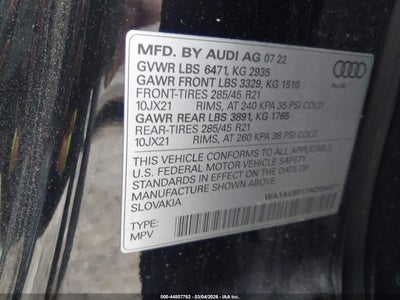 MFD. BY AUDI AG 07 22
GVWR LBS 6471, KG 2935
GAWR FRONT LBS 3329, KG 1510
FRONT-TIRES 285/45 R21
10JX21 RIMS, AT 240 KPA 35 PSI COLD
GAWR REAR LBS 3891, KG 1765
REAR-TIRES 285/45 R21
10JX21 RIMS, AT 260 KPA 38 PSI COLD
THIS VEHICLE CONFORMS TO ALL APPLICABLE
U.S. FEDERAL MOTOR VEHICLE SAFETY
STANDARDS IN EFFECT ON THE DATE OF
MANUFACTURE SHOWN ABOVE.
SLOVAKIA
TYPE:
MPV
000-44507762 - 03/04/2026 - IAA Inc.